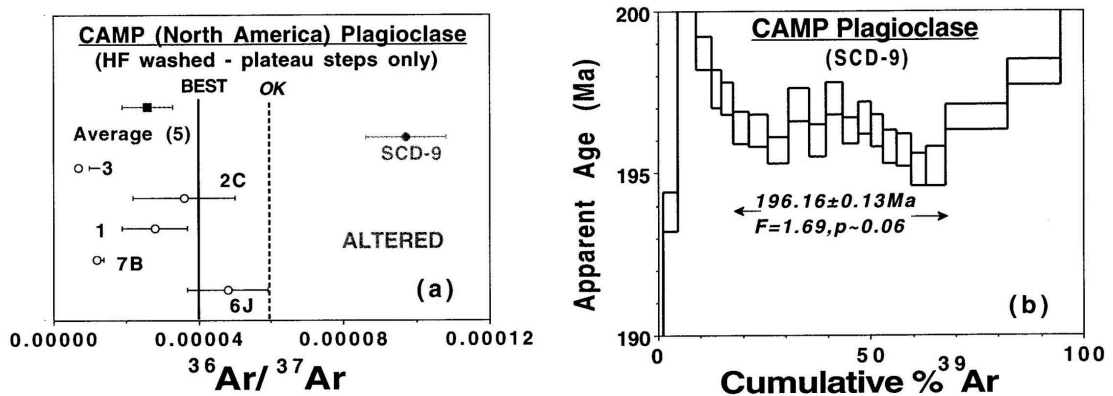 CAMP (North America) Plagioclase
(HF washed - plateau steps only)
BEST
OK
Average (5)
SCD-9
3
2C
1
ALTERED
7B
6J
(a)
0.00000
0.00004
0.00008
0.00012
36Ar/ 37Ar
200
195
190
Apparent Age (Ma)
CAMP Plagioclase
(SCD-9)
196.16±0.13Ma
F=1.69,p~0.06
(b)
0
50
100
Cumulative %39Ar